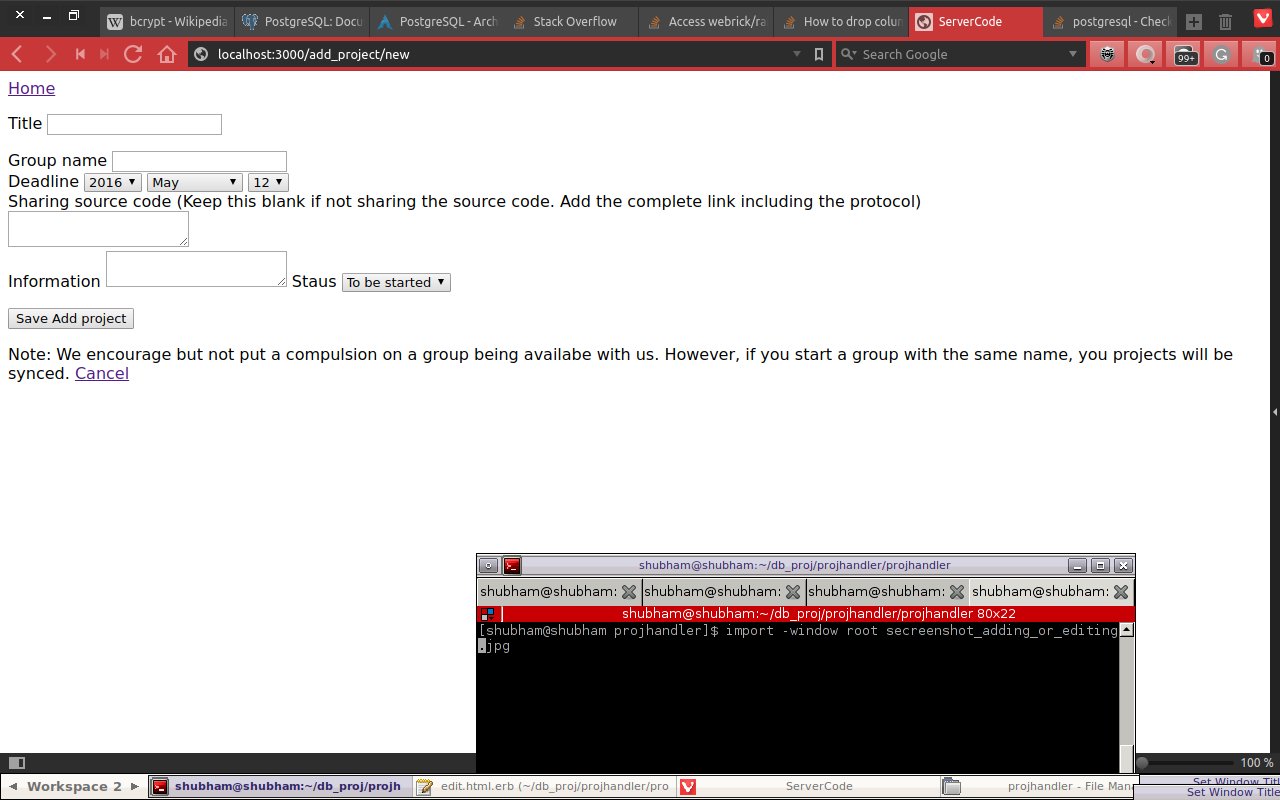 bcrypt - Wikipedia
PostgreSQL: Docu
PostgreSQL - Arch
Stack Overflow
Access webrick/ra
How to drop colum
ServerCode
postgresql - Check
localhost:3000/add_project/new
Search Google
99+
0
Home
Title
Group name
Deadline 2016 May 12
Sharing source code (Keep this blank if not sharing the source code. Add the complete link including the protocol)
Information Staus To be started
Save Add project
Note: We encourage but not put a compulsion on a group being availabe with us. However, if you start a group with the same name, you projects will be
synced. Cancel
shubham@shubham:~/db_proj/projhandler/projhandler
shubham@shubham: shubham@shubham: shubham@shubham: shubham@shubham:
shubham@shubham:~/db_proj/projhandler/projhandler 80x22
[shubham@shubham projhandler]$ import -window root secreenshot_adding_or_editing
.jpg
100 %
Workspace 2
shubham@shubham:~/db_proj/projh
edit.html.erb (~/db_proj/projhandler/pro
ServerCode
projhandler - File Mana
Set Window Titl
Set Window Title